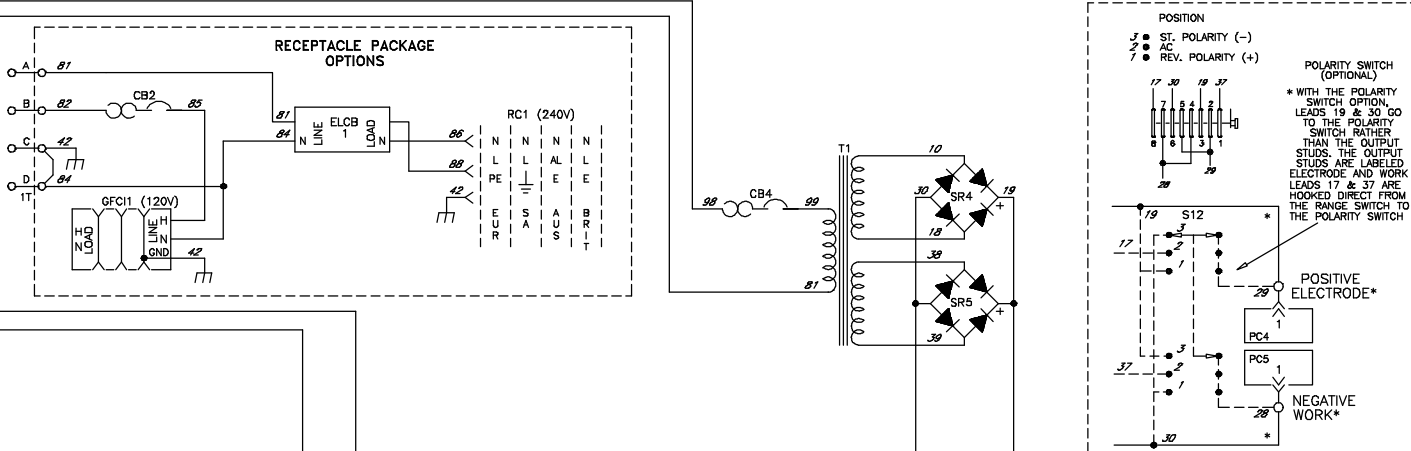 RECEPTACLE PACKAGE
OPTIONS
A 81
B 82 CB2 85
C 42
D 84
1T
GFCI1 (120V)
H
N
LOAD
LINE
H
N
GND 42
81
84 N
LINE
ELCB
1
LOAD
N
86
88
42
RC1 (240V)
N N N N
L L AL L
PE E E
EUR SA AUS BRIT
98 CB4 99
81
T1
10
30 SR4 19
+
18
38
SR5
+
39
POSITION
3 ST. POLARITY (-)
2 AC
1 REV. POLARITY (+)
17 30 19 37
7 5 4 2
8 6 3 1
28 29
POLARITY SWITCH
(OPTIONAL)
* WITH THE POLARITY
SWITCH OPTION,
LEADS 19 & 30 GO
TO THE POLARITY
SWITCH RATHER
THAN THE OUTPUT
STUDS. THE OUTPUT
STUDS ARE LABELED
ELECTRODE AND WORK
LEADS 17 & 37 ARE
HOOKED DIRECT FROM
THE RANGE SWITCH TO
THE POLARITY SWITCH
19 S12 *
3
17 2
1
29
POSITIVE
ELECTRODE*
1
PC4
PC5
1
3
37 2
1
28
NEGATIVE
WORK*
30 *